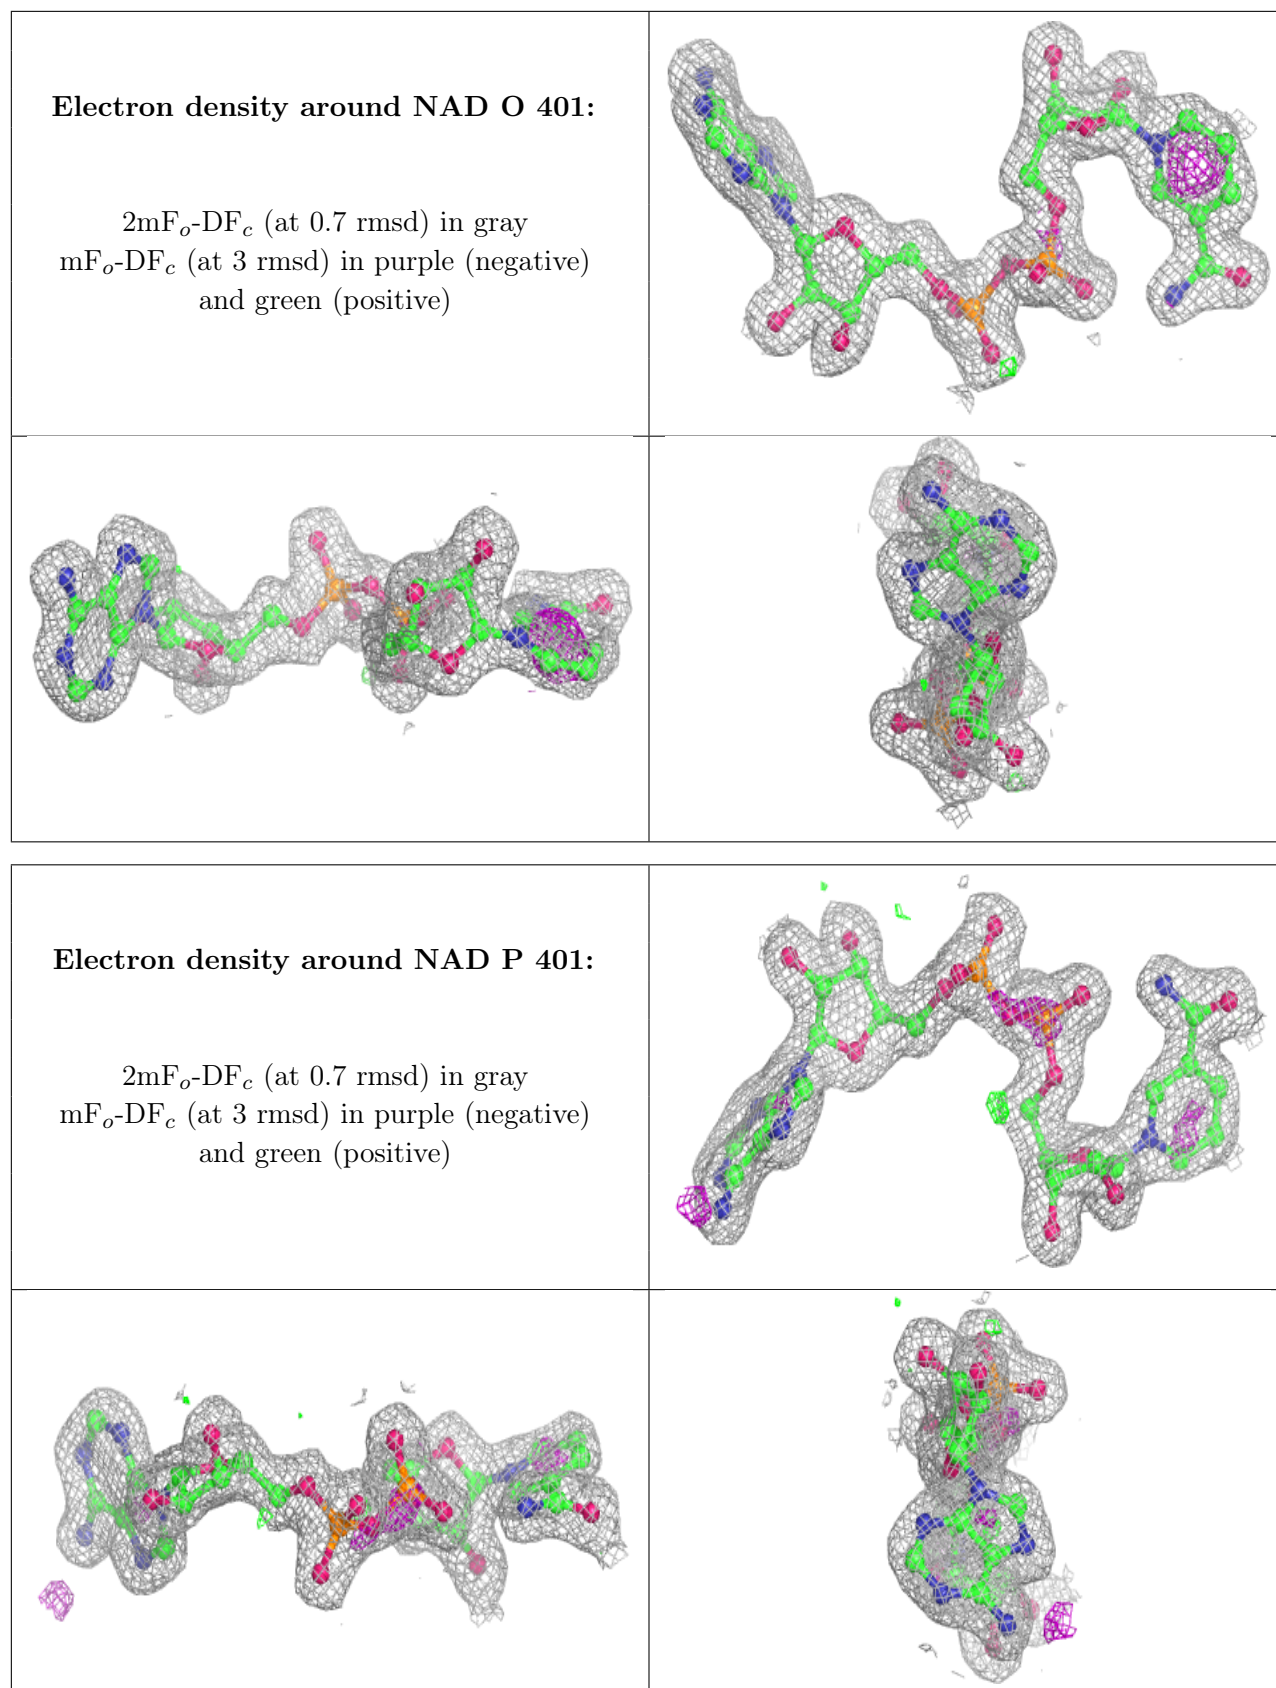 Electron density around NAD O 401:
2mFo-DFc (at 0.7 rmsd) in gray
mFo-DFc (at 3 rmsd) in purple (negative)
and green (positive)
Electron density around NAD P 401:
2mFo-DFc (at 0.7 rmsd) in gray
mFo-DFc (at 3 rmsd) in purple (negative)
and green (positive)